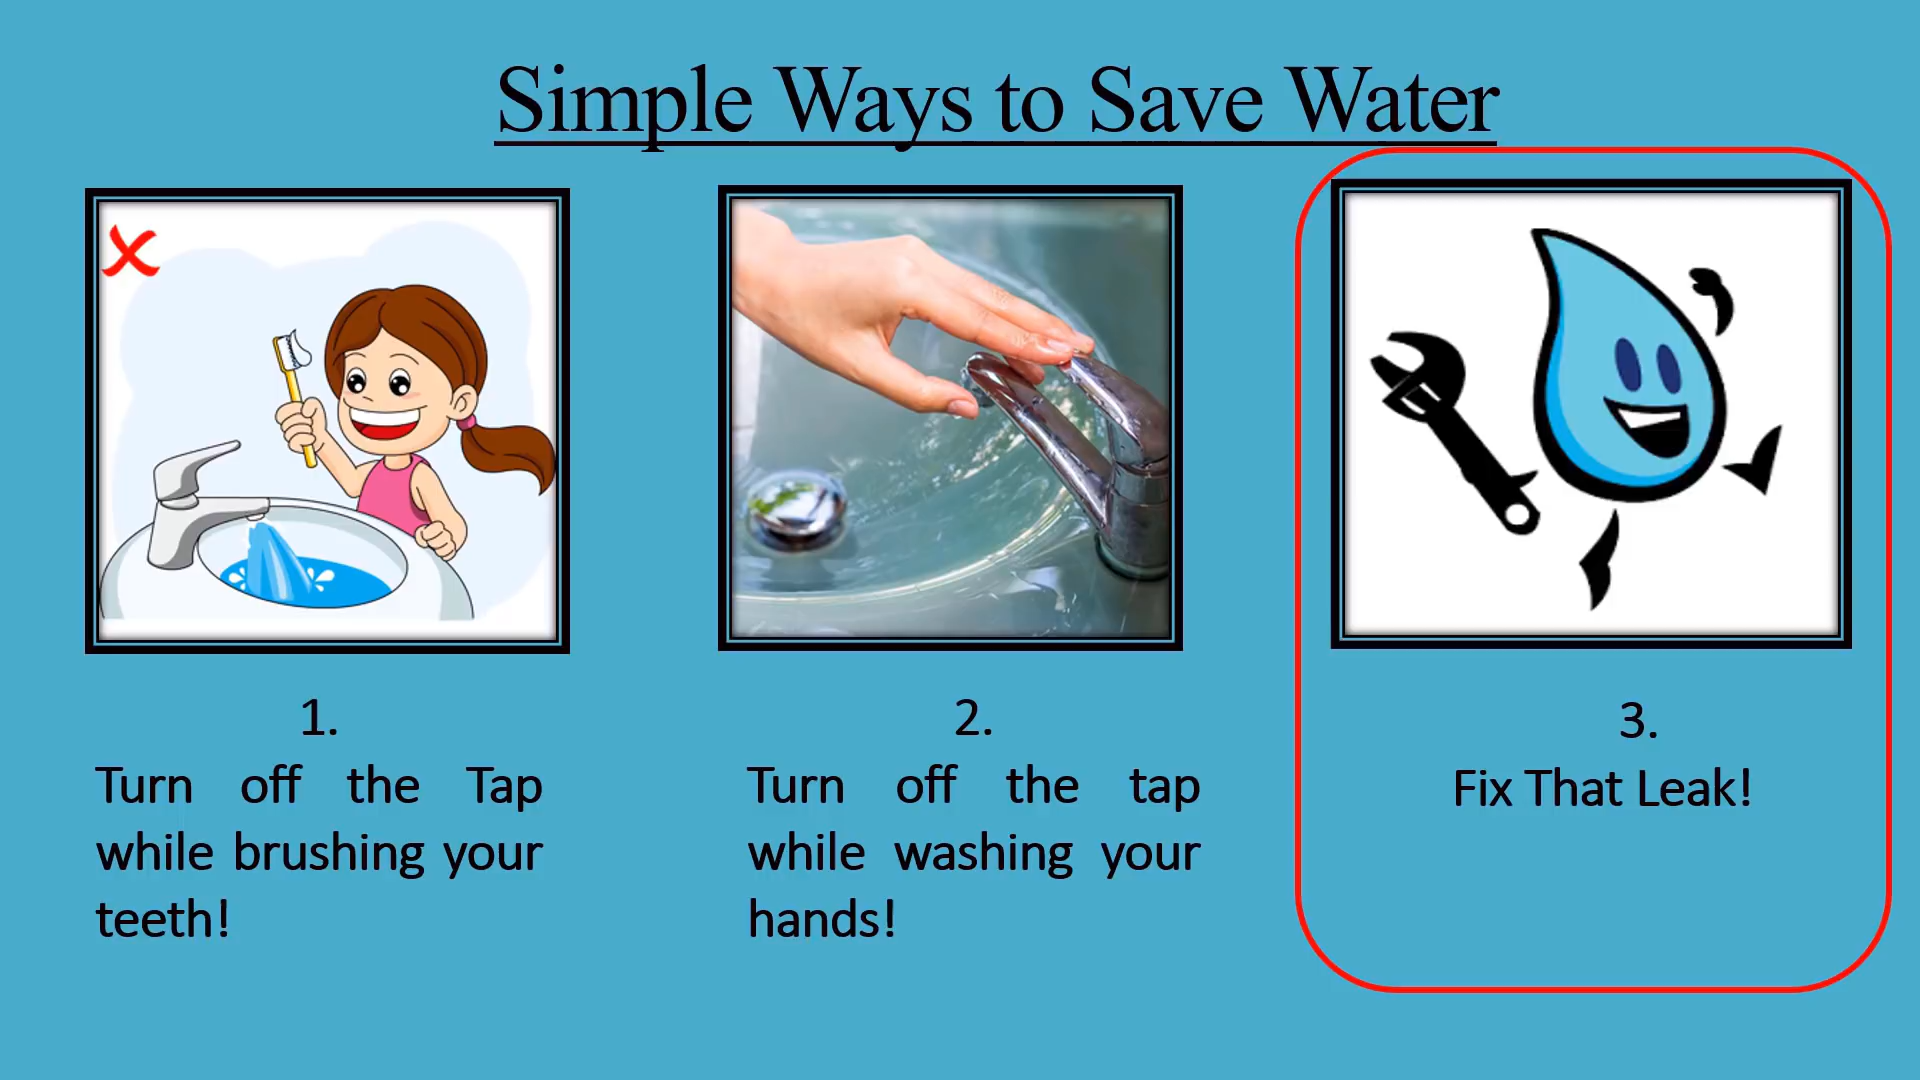 Simple Ways to Save Water
1.
Turn off the Tap
while brushing your
teeth!
2.
Turn off the tap
while washing your
hands!
3.
Fix That Leak!